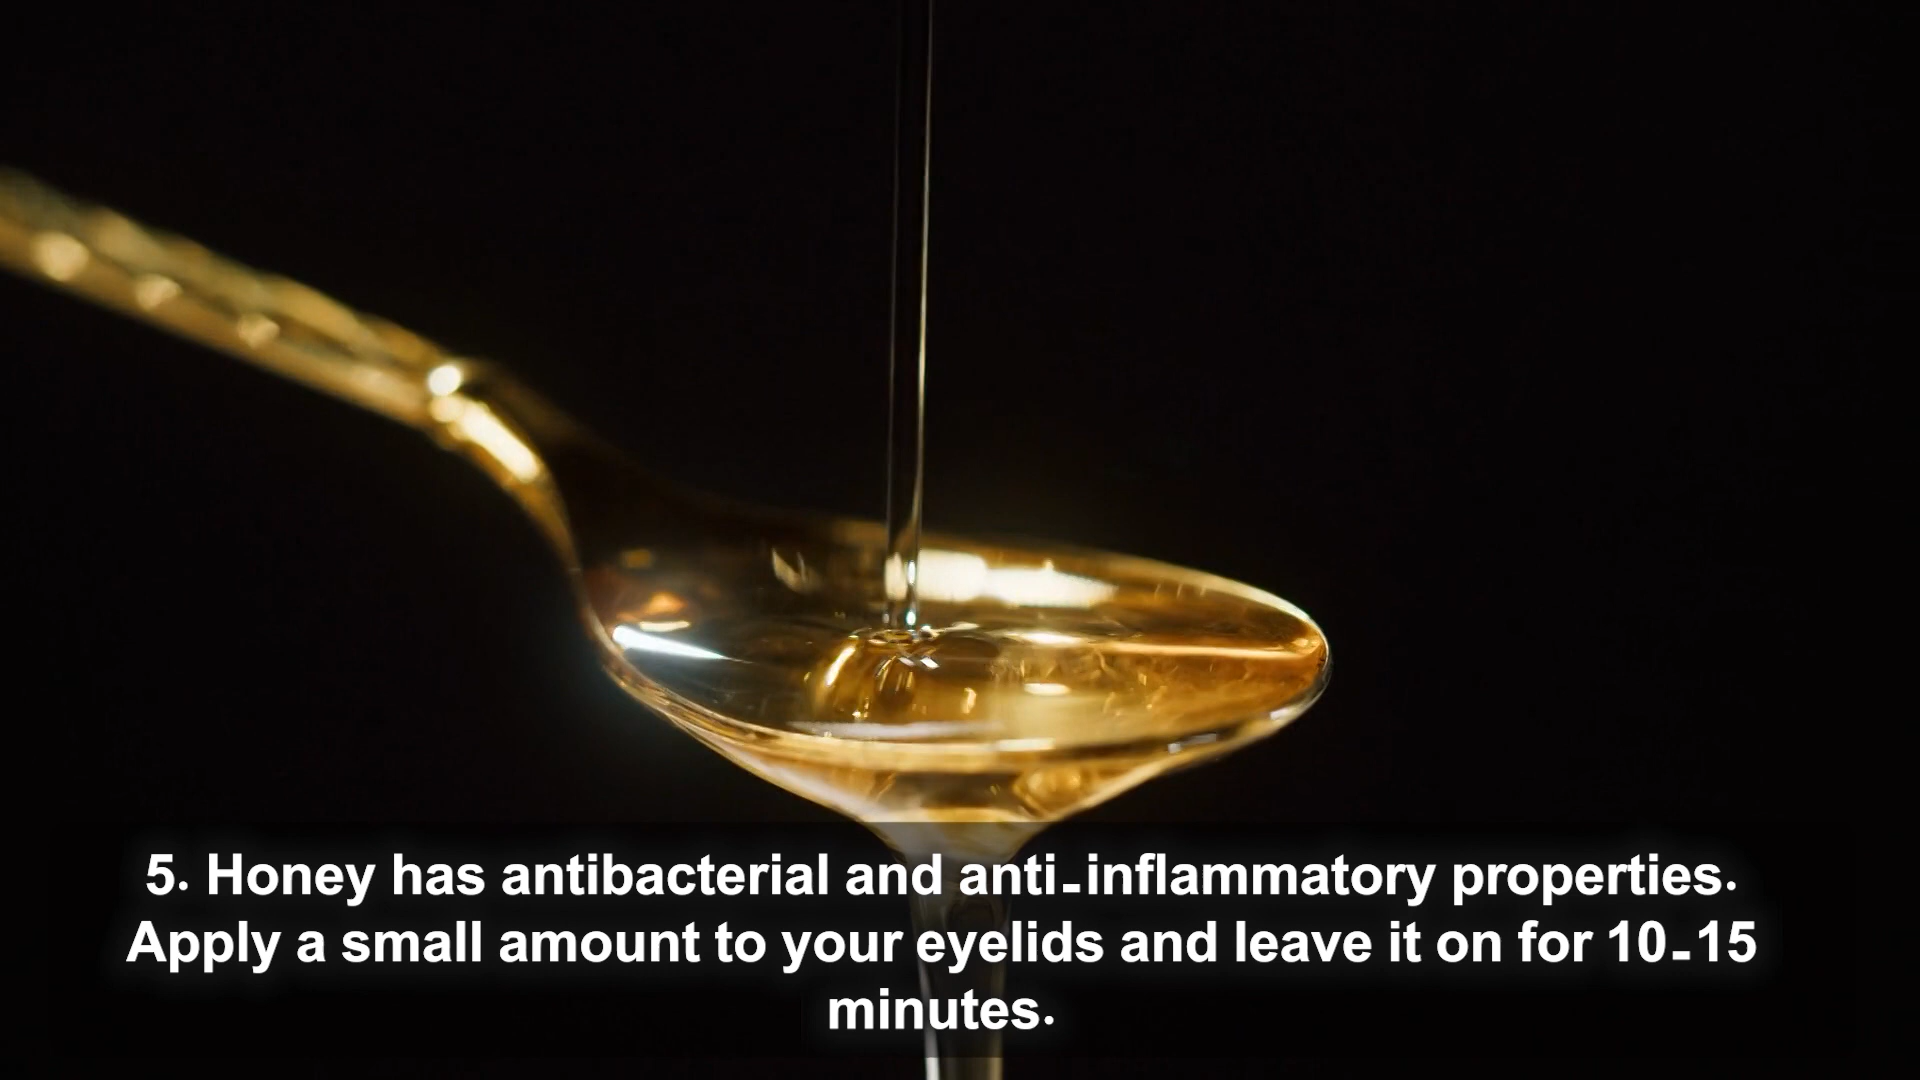 5. Honey has antibacterial and anti-inflammatory properties.
Apply a small amount to your eyelids and leave it on for 10-15
minutes.